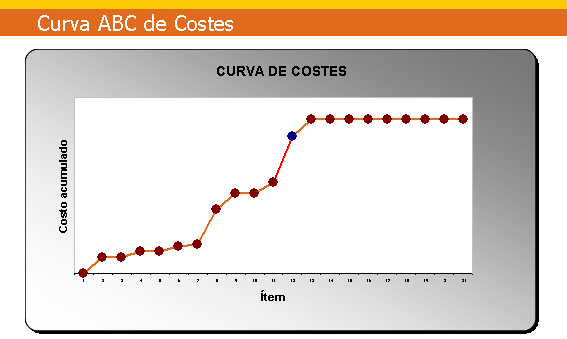 Curva ABC de Costes
CURVA DE COSTES
Costo acumulado
1 2 3 4 5 6 7 8 9 10 11 12 13 14 15 16 17 18 19 20 21
Ítem